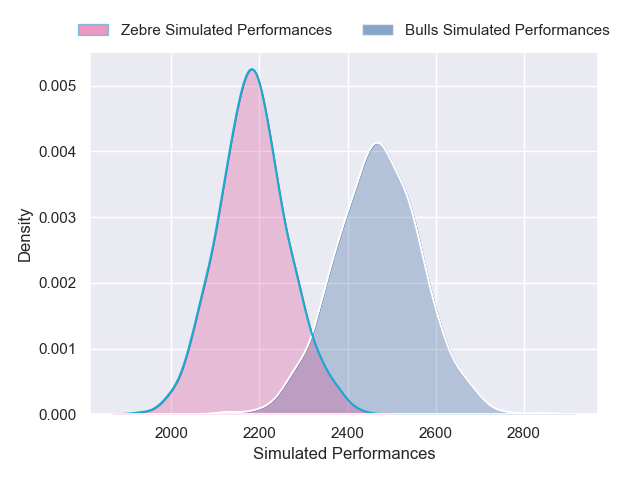 Zebre Simulated Performances Bulls Simulated Performances
0.005
0.004
0.003
0.002
0.001
0.000
Density
2000 2200 2400 2600 2800
Simulated Performances